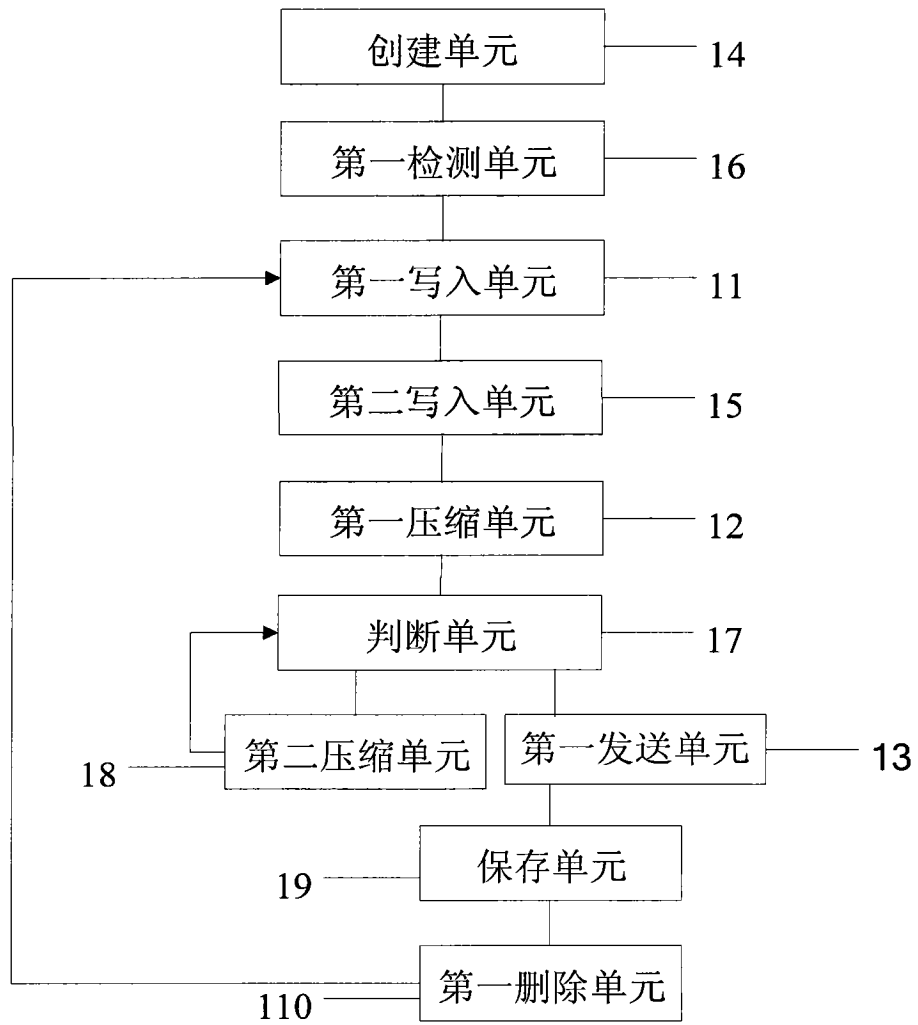 创建单元
14
第一检测单元
16
第一写入单元
11
第二写入单元
15
第一压缩单元
12
判断单元
17
第二压缩单元
18
第一发送单元
13
保存单元
19
第一删除单元
110